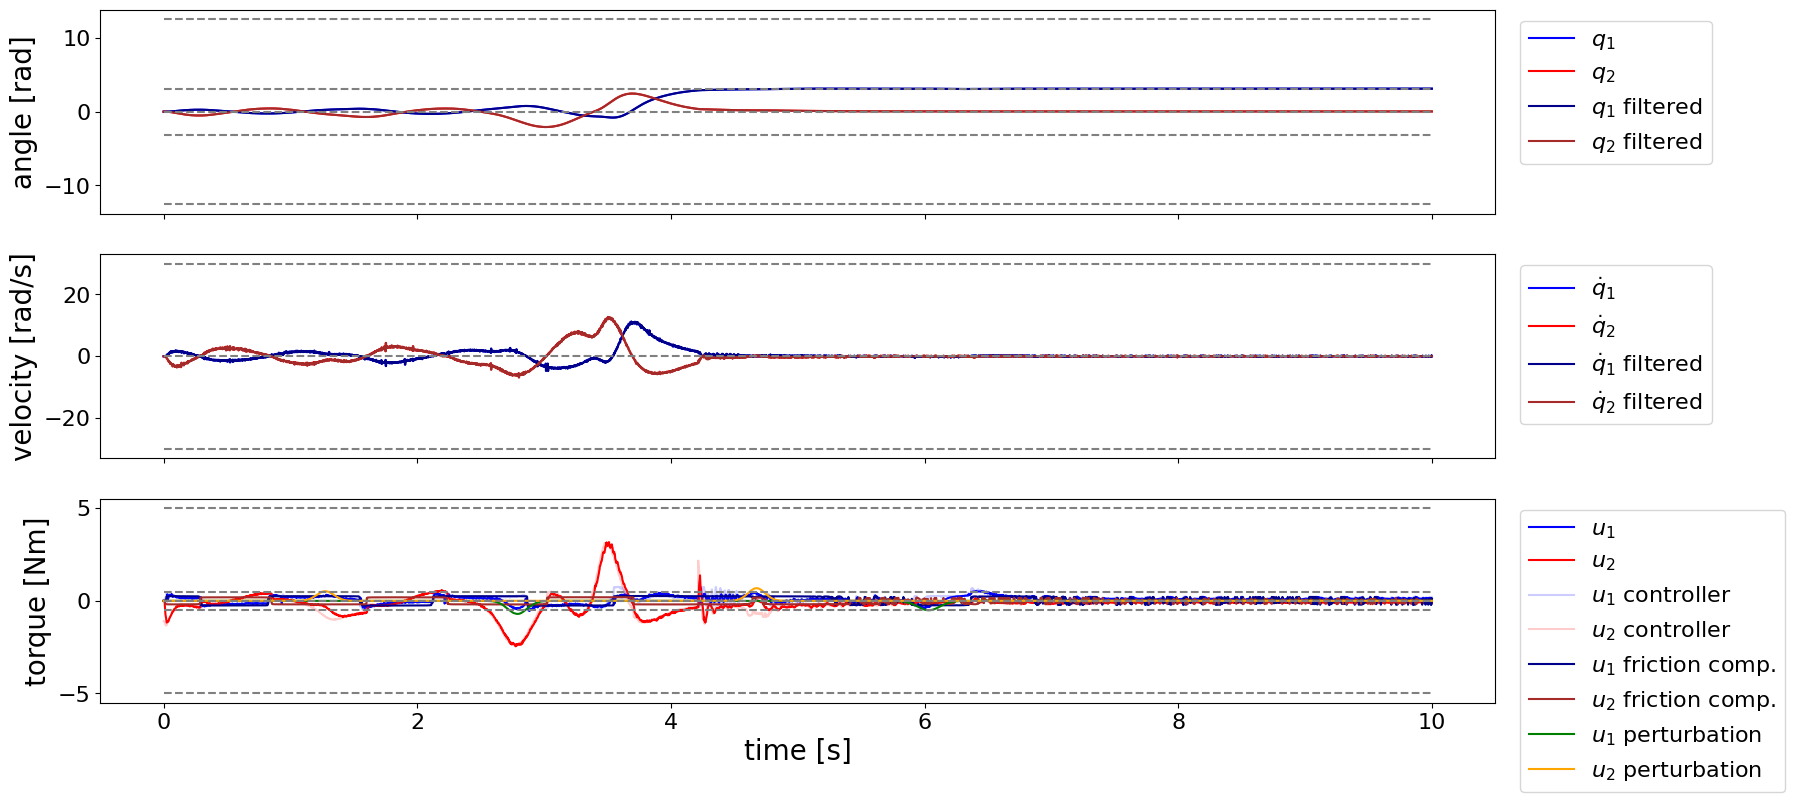 angle [rad]
10
0
−10
q₁
q₂
q₁ filtered
q₂ filtered
velocity [rad/s]
20
0
−20
q̇₁
q̇₂
q̇₁ filtered
q̇₂ filtered
torque [Nm]
5
0
−5
0 2 4 6 8 10
time [s]
u₁
u₂
u₁ controller
u₂ controller
u₁ friction comp.
u₂ friction comp.
u₁ perturbation
u₂ perturbation